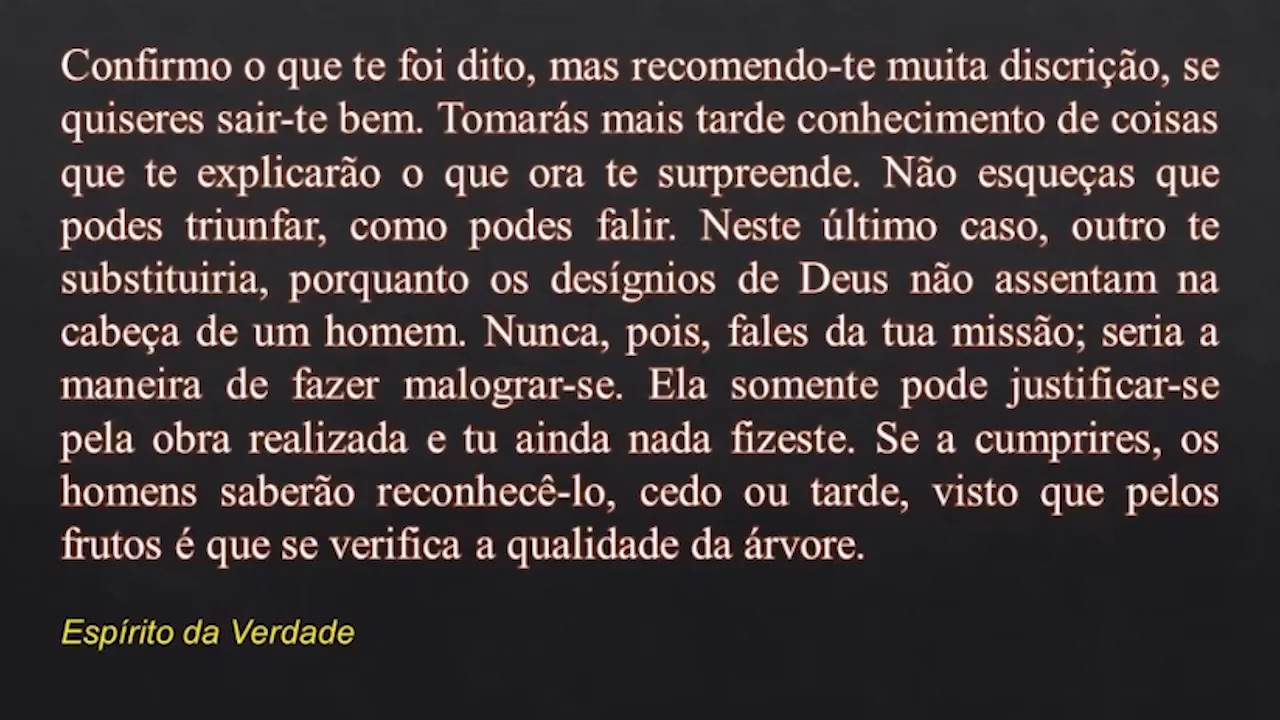 Confirmo o que te foi dito, mas recomendo-te muita discrição, se
quiseres sair-te bem. Tomarás mais tarde conhecimento de coisas
que te explicarão o que ora te surpreende. Não esqueças que
podes triunfar, como podes falir. Neste último caso, outro te
substituiria, porquanto os desígnios de Deus não assentam na
cabeça de um homem. Nunca, pois, fales da tua missão; seria a
maneira de fazer malograr-se. Ela somente pode justificar-se
pela obra realizada e tu ainda nada fizeste. Se a cumprires, os
homens saberão reconhecê-lo, cedo ou tarde, visto que pelos
frutos é que se verifica a qualidade da árvore.
Espírito da Verdade